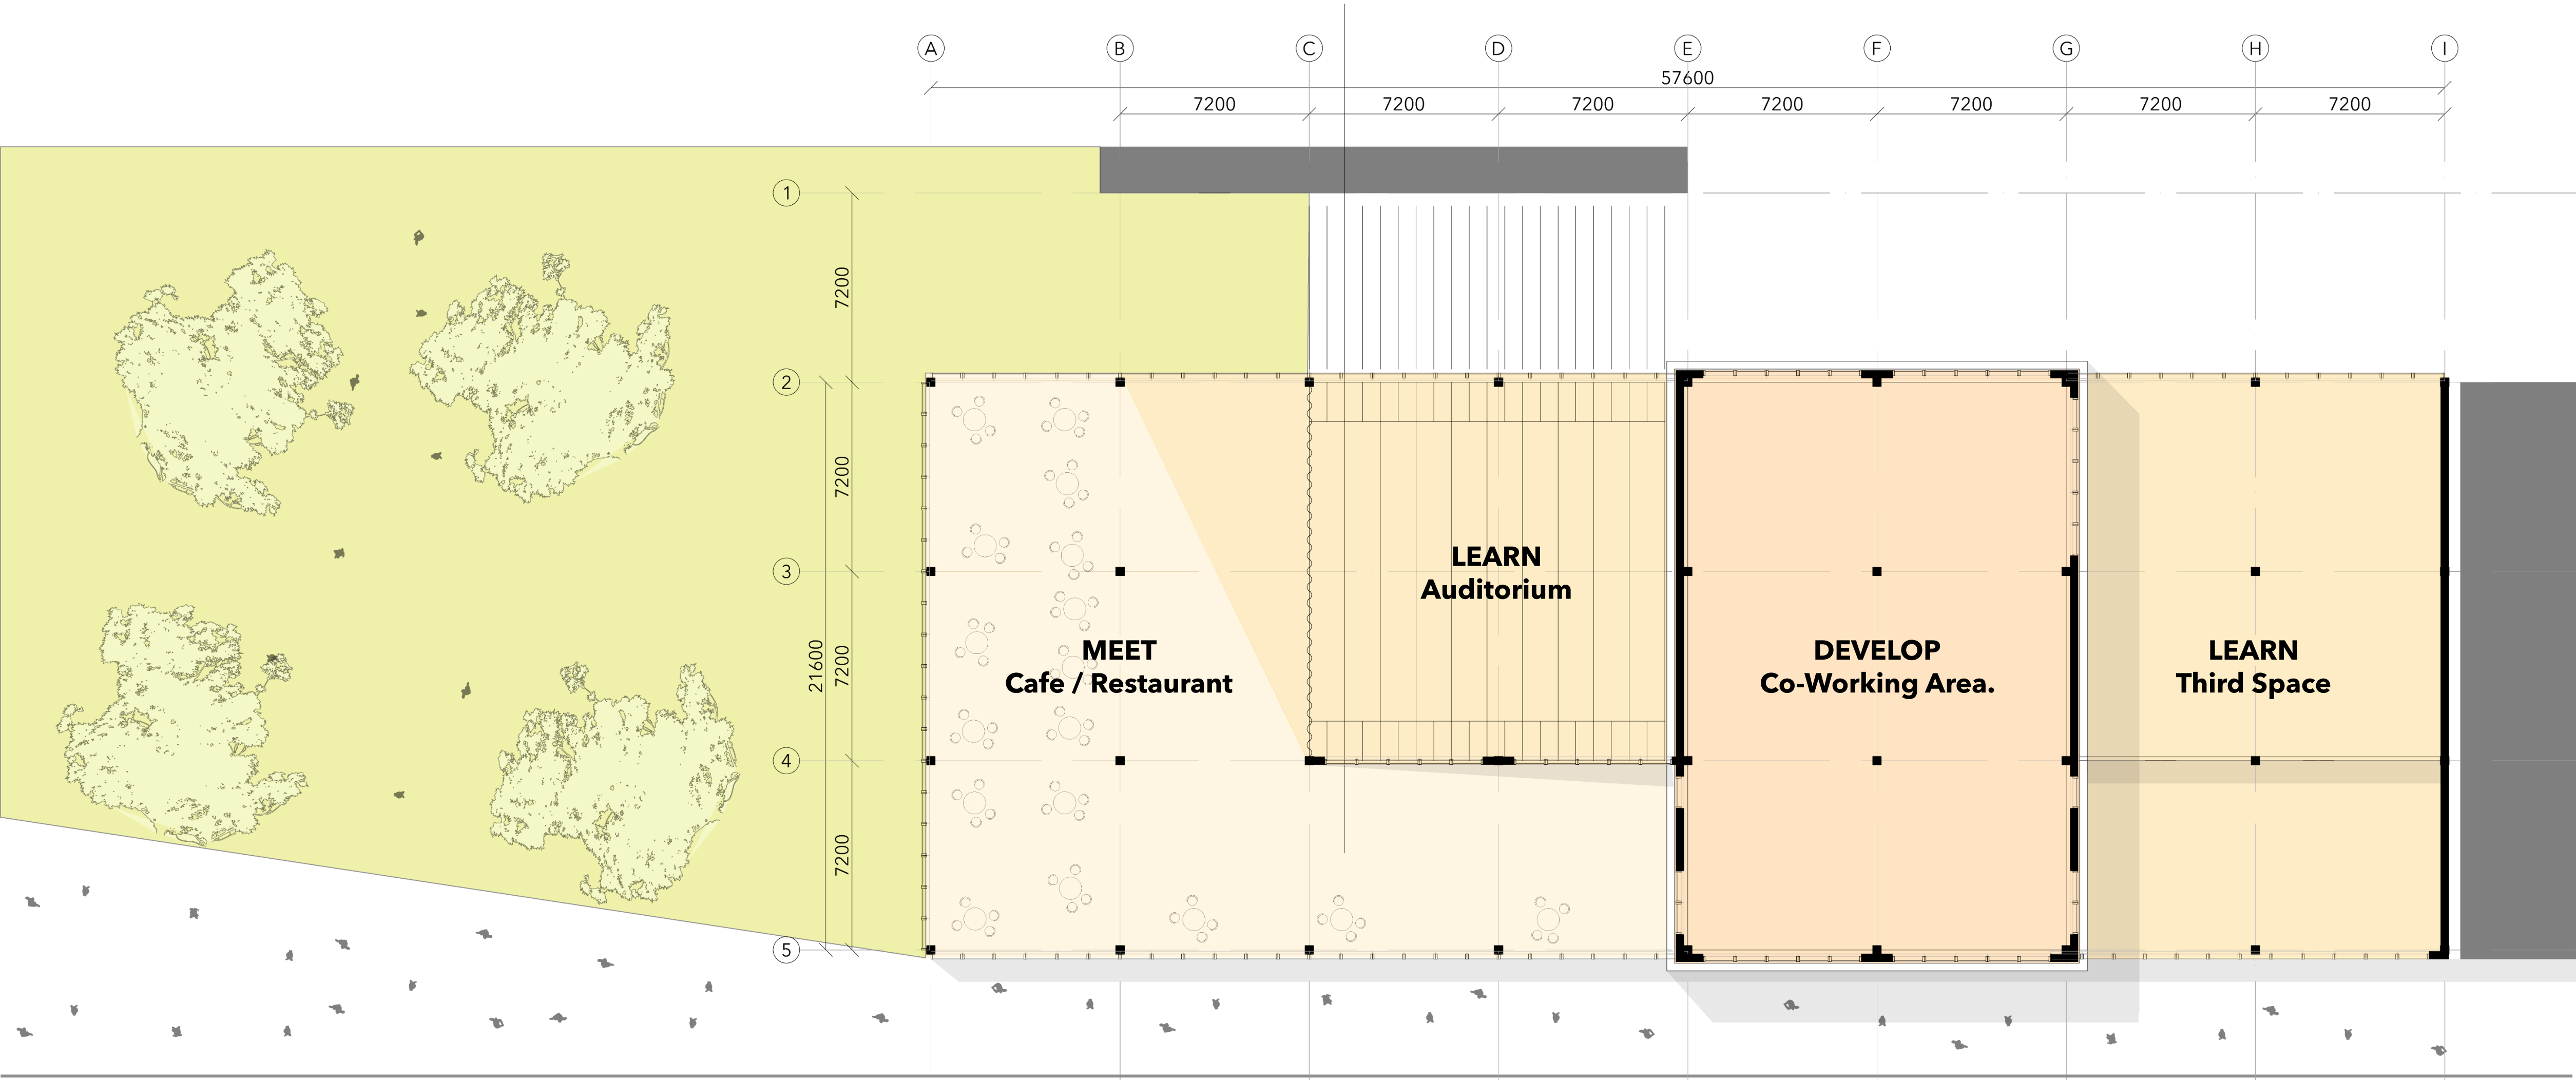 A B C D E F G H I
57600
7200 7200 7200 7200 7200 7200 7200
1
7200
2
7200
3
LEARN
Auditorium
21600
7200
MEET
Cafe / Restaurant
DEVELOP
Co-Working Area.
LEARN
Third Space
4
7200
5